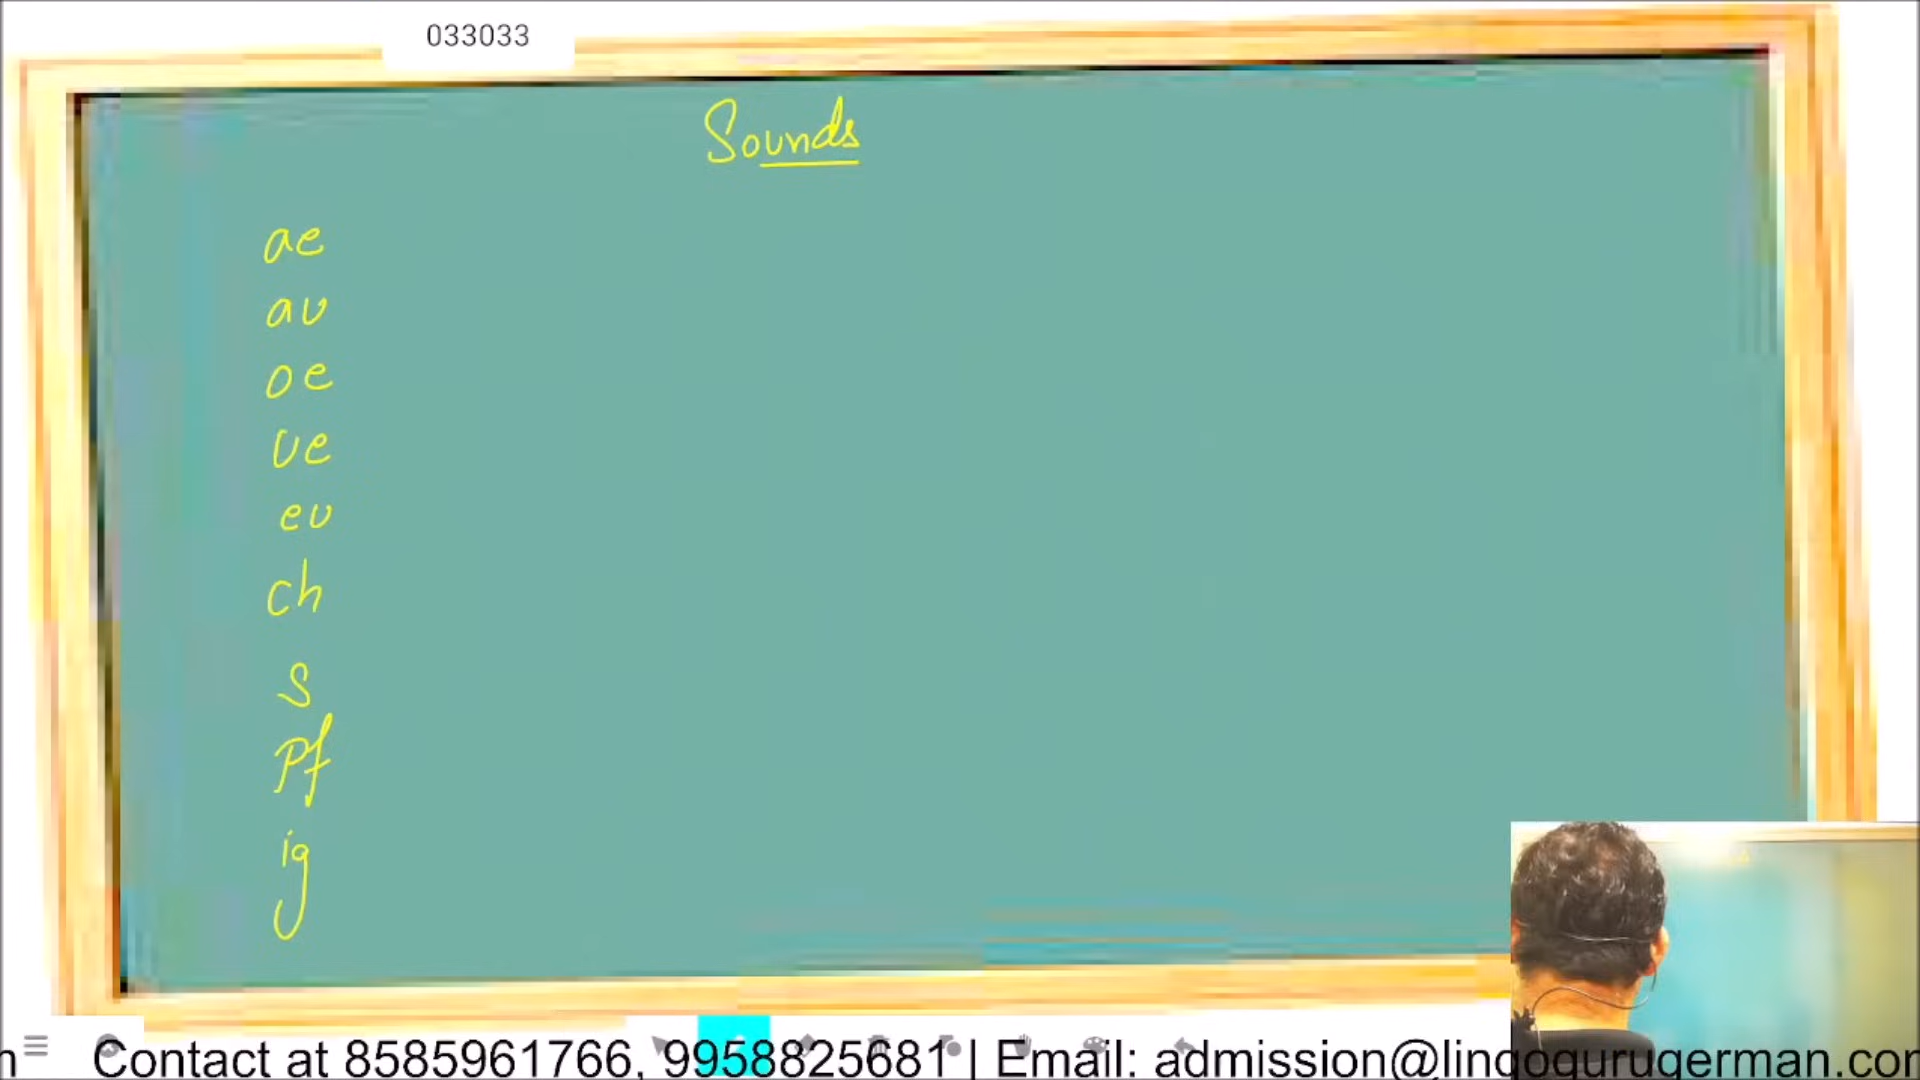 033033
Sounds
ae
au
oe
ue
eu
ch
s
pf
ig
Contact at 8585961766, 9958825681 | Email: admission@lingogurugerman.com